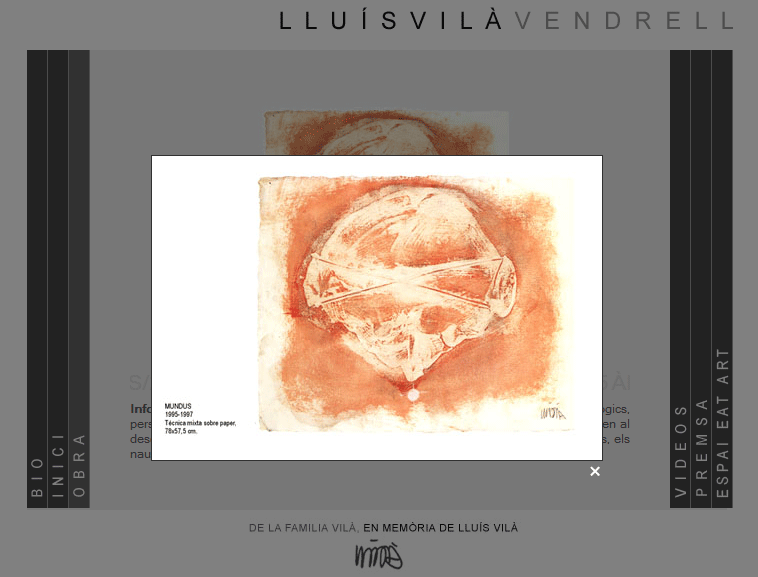 LLUÍSVILÀVENDRELL
BIO
INICI
OBRA
MUNDUS
1995-1997
Técnica mixta sobre paper.
78x57,5 cm.
VIDEOS
PREMSA
ESPAI EAT ART
DE LA FAMILIA VILÀ, EN MEMÒRIA DE LLUÍS VILÀ